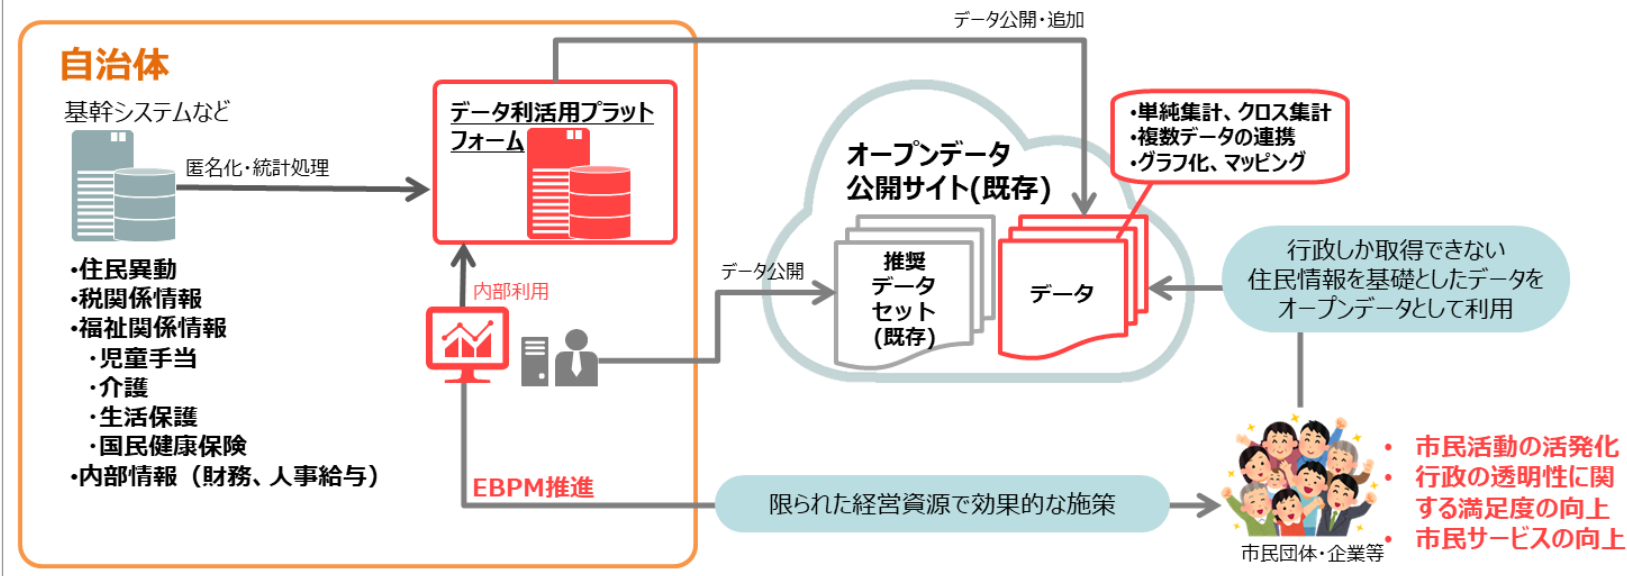 データ公開・追加
自治体
基幹システムなど
匿名化・統計処理
データ利活用プラット
フォーム
•住民異動
•税関係情報
•福祉関係情報
・児童手当
・介護
・生活保護
・国民健康保険
•内部情報（財務、人事給与）
内部利用
EBPM推進
データ公開
オープンデータ
公開サイト(既存)
推奨
データ
セット
(既存)
データ
•単純集計、クロス集計
•複数データの連携
•グラフ化、マッピング
行政しか取得できない
住民情報を基礎としたデータを
オープンデータとして利用
限られた経営資源で効果的な施策
市民団体・企業等
• 市民活動の活発化
• 行政の透明性に関
する満足度の向上
• 市民サービスの向上